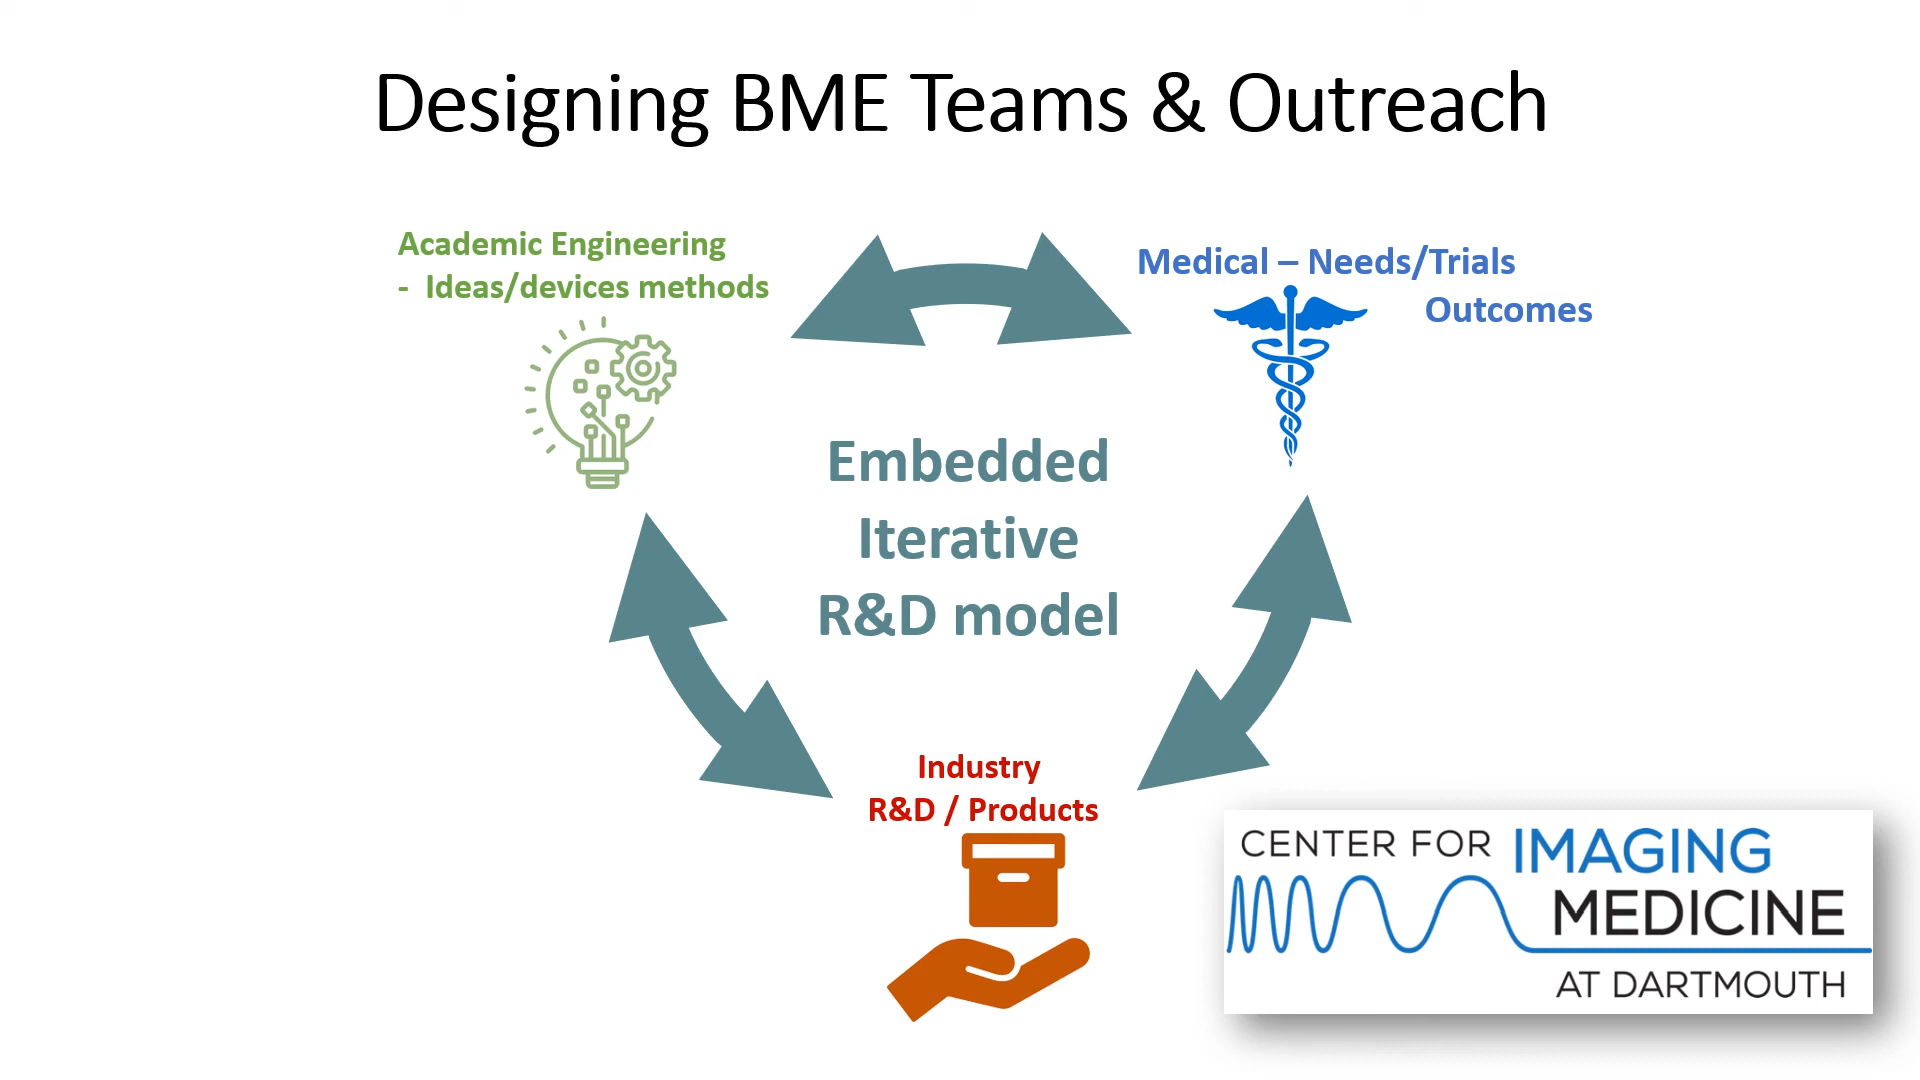 Designing BME Teams & Outreach
Academic Engineering
- Ideas/devices methods
Medical – Needs/Trials
Outcomes
Embedded
Iterative
R&D model
Industry
R&D / Products
CENTER FOR IMAGING
MEDICINE
AT DARTMOUTH